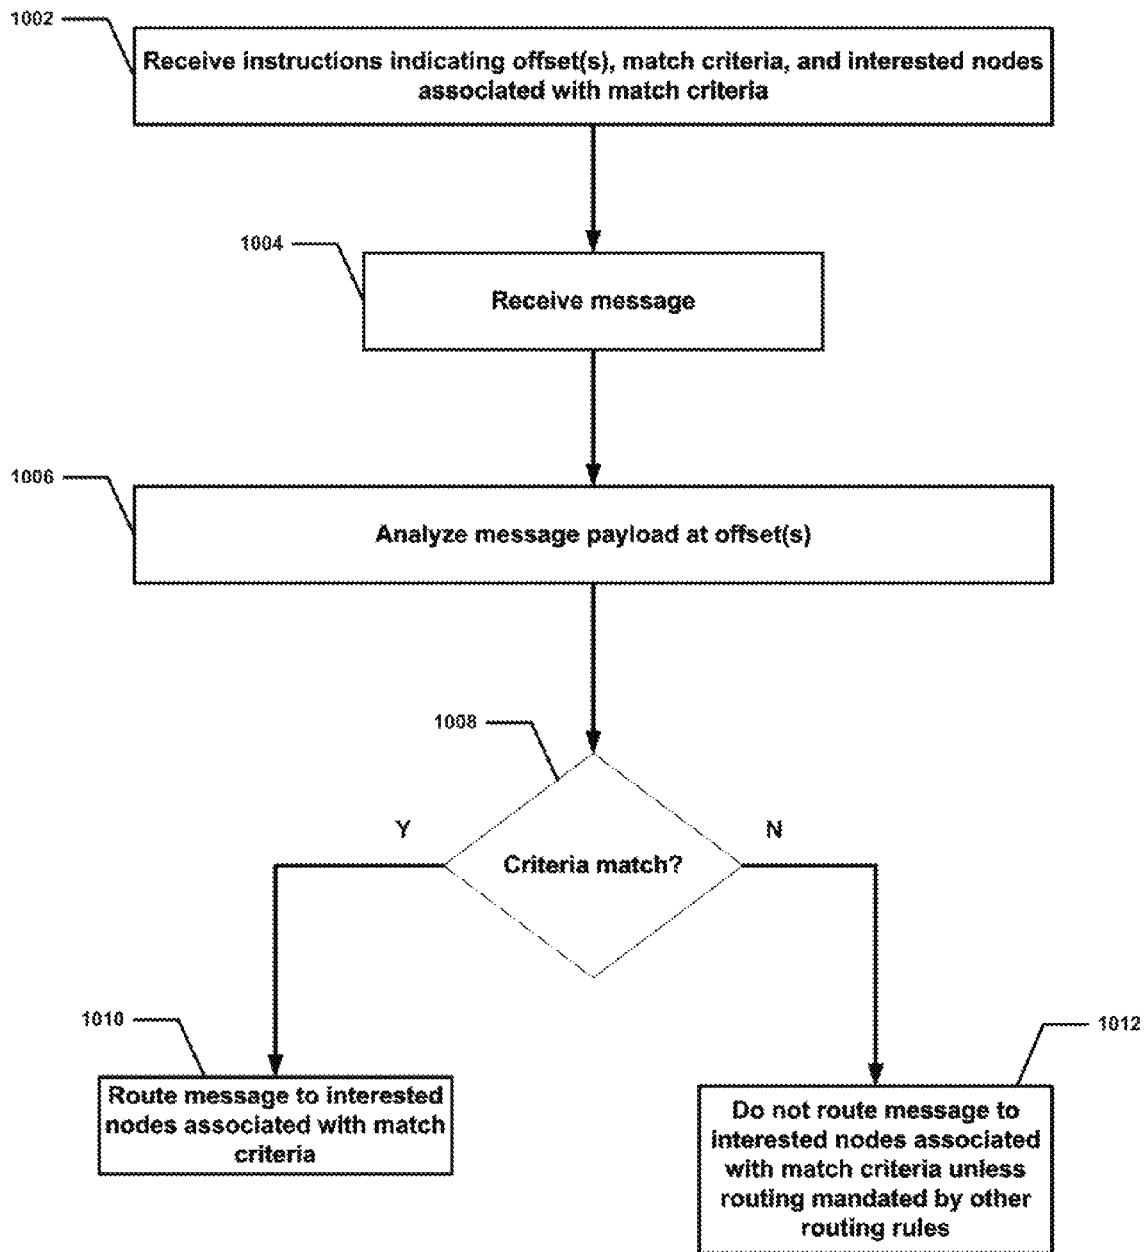 1002
Receive instructions indicating offset(s), match criteria, and interested nodes
associated with match criteria
1004
Receive message
1006
Analyze message payload at offset(s)
1008
Y
N
Criteria match?
1010
1012
Route message to interested
nodes associated with match
criteria
Do not route message to
interested nodes associated
with match criteria unless
routing mandated by other
routing rules